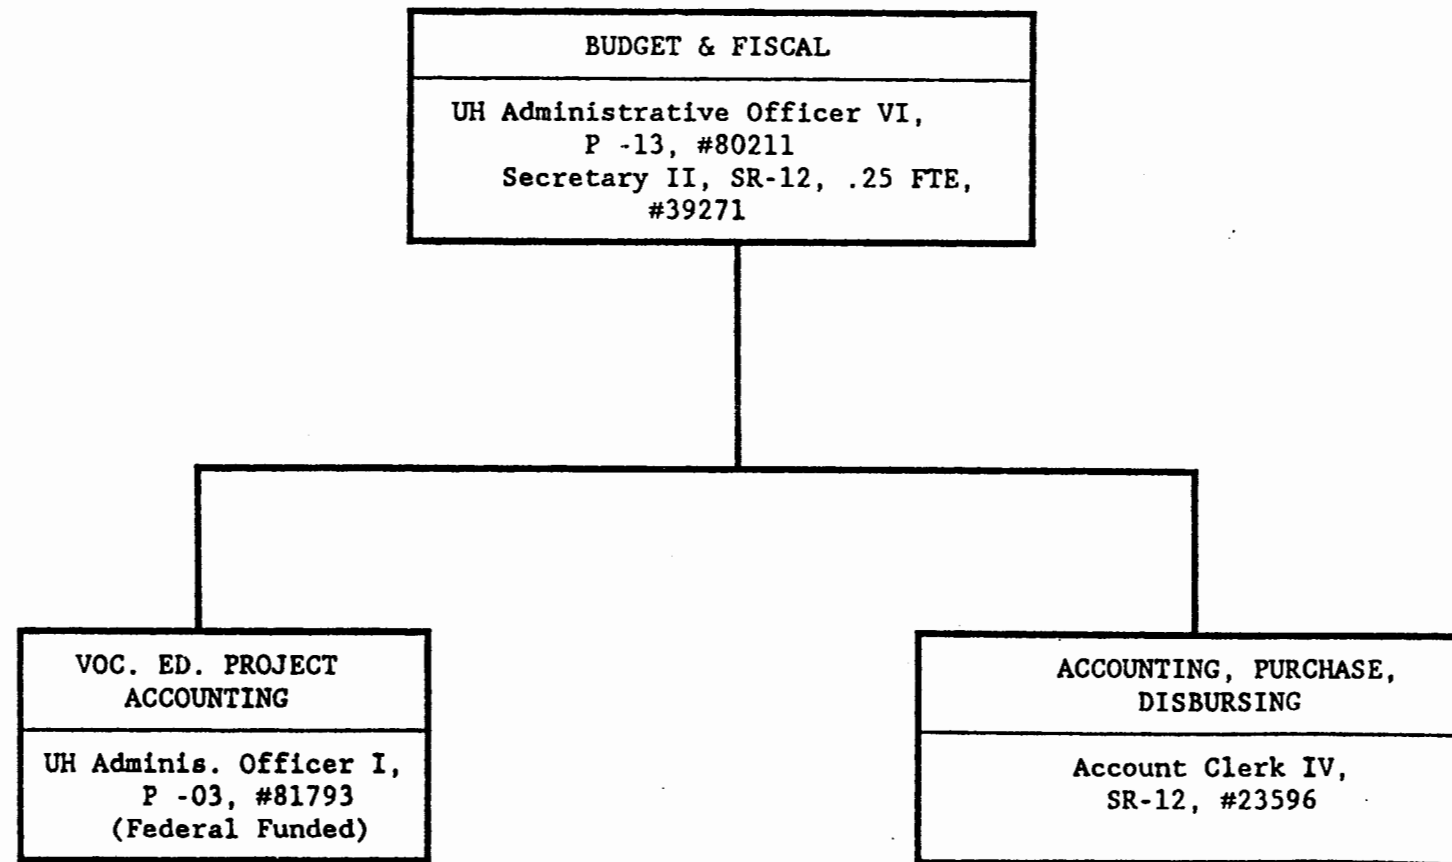 BUDGET & FISCAL
UH Administrative Officer VI,
P -13, #80211
Secretary II, SR-12, .25 FTE,
#39271
VOC. ED. PROJECT
ACCOUNTING
UH Adminis. Officer I,
P -03, #81793
(Federal Funded)
ACCOUNTING, PURCHASE,
DISBURSING
Account Clerk IV,
SR-12, #23596